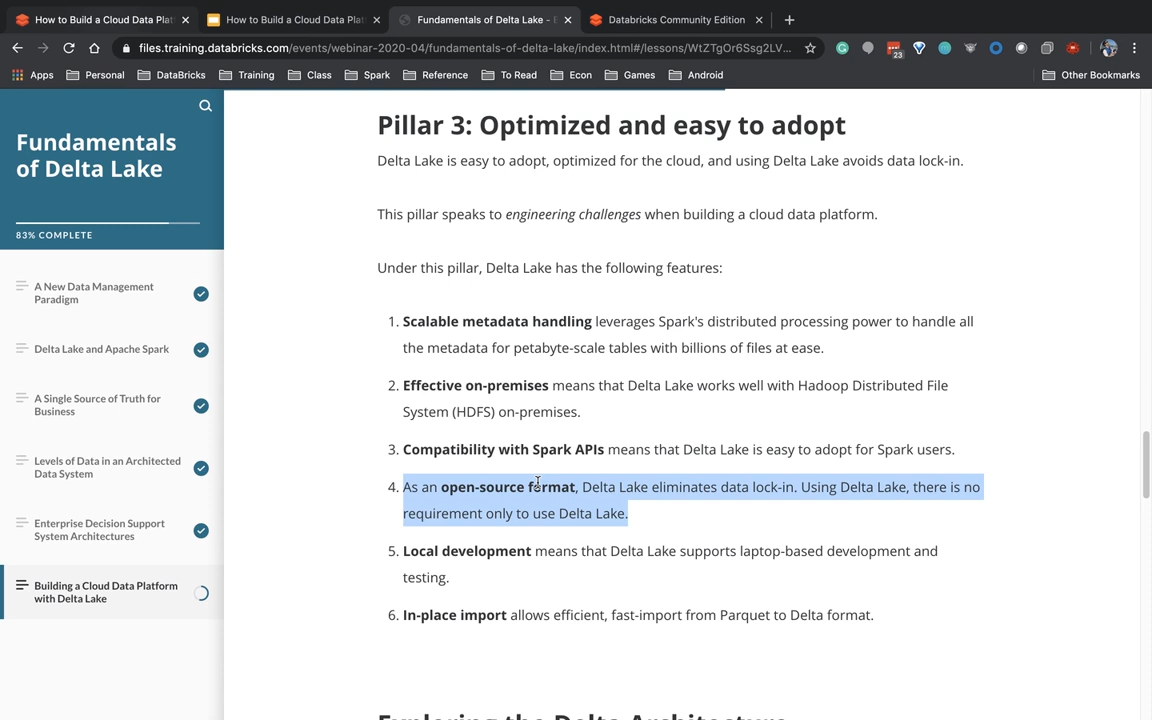 How to Build a Cloud Data Plat
How to Build a Cloud Data Plat
Fundamentals of Delta Lake -
Databricks Community Edition
files.training.databricks.com/events/webinar-2020-04/fundamentals-of-delta-lake/index.html#/lessons/WtZTgOr6Ssg2LV...
23
Apps
Personal
DataBricks
Training
Class
Spark
Reference
To Read
Econ
Games
Android
Other Bookmarks
Fundamentals
of Delta Lake
83% COMPLETE
A New Data Management
Paradigm
Delta Lake and Apache Spark
A Single Source of Truth for
Business
Levels of Data in an Architected
Data System
Enterprise Decision Support
System Architectures
Building a Cloud Data Platform
with Delta Lake
Pillar 3: Optimized and easy to adopt
Delta Lake is easy to adopt, optimized for the cloud, and using Delta Lake avoids data lock-in.
This pillar speaks to engineering challenges when building a cloud data platform.
Under this pillar, Delta Lake has the following features:
1. Scalable metadata handling leverages Spark's distributed processing power to handle all
the metadata for petabyte-scale tables with billions of files at ease.
2. Effective on-premises means that Delta Lake works well with Hadoop Distributed File
System (HDFS) on-premises.
3. Compatibility with Spark APIs means that Delta Lake is easy to adopt for Spark users.
4. As an open-source format, Delta Lake eliminates data lock-in. Using Delta Lake, there is no
requirement only to use Delta Lake.
5. Local development means that Delta Lake supports laptop-based development and
testing.
6. In-place import allows efficient, fast-import from Parquet to Delta format.
Exploring the Delta Architecture